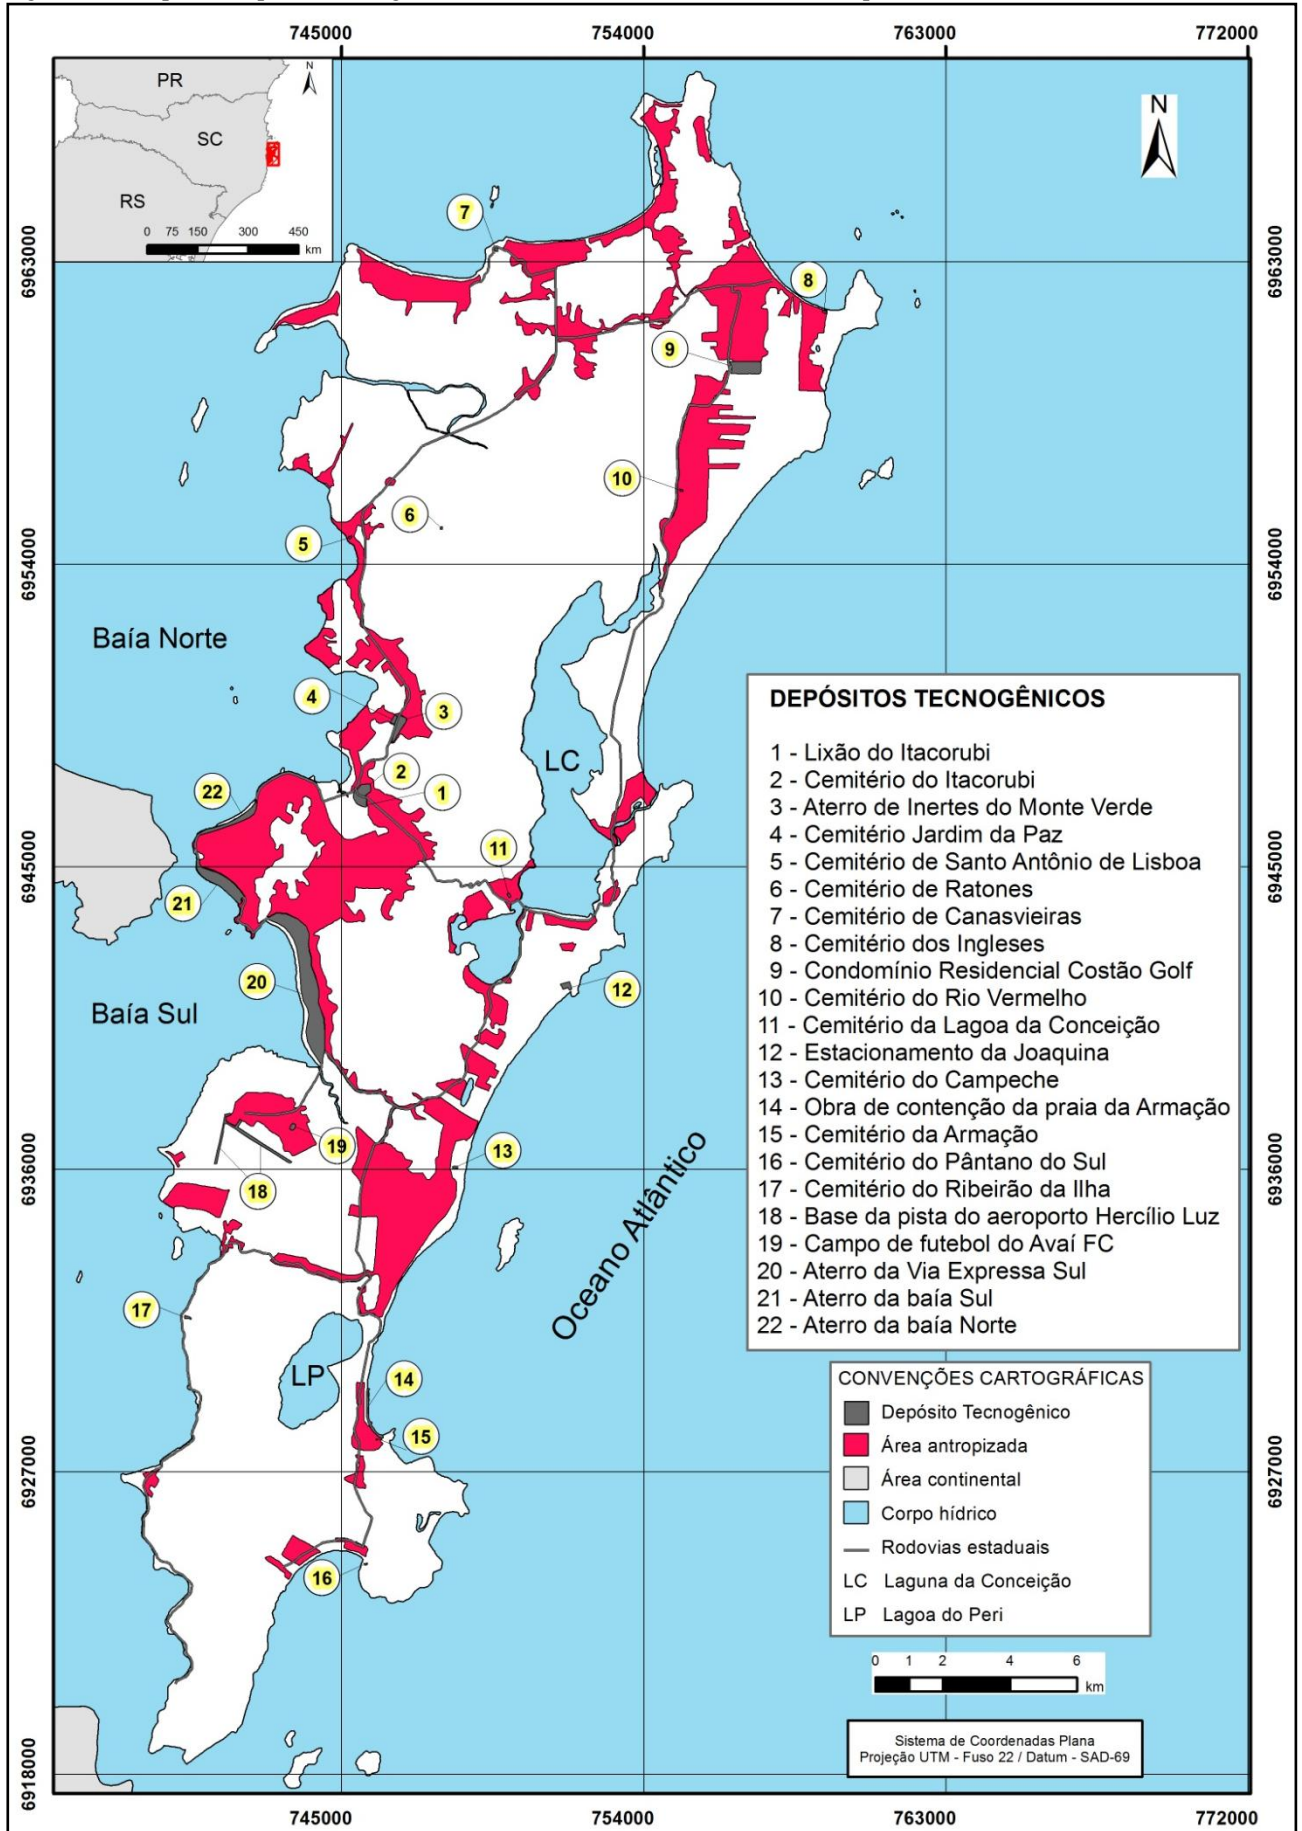 745000 754000 763000 772000
PR
N
SC
RS
0 75 150 300 450
km
N
7
6963000
6963000
8
9
10
6
5
6954000
6954000
Baía Norte
4
3
2
1
22
LC
11
6945000
6945000
21
20
12
Baía Sul
DEPÓSITOS TECNOGÊNICOS
1 - Lixão do Itacorubi
2 - Cemitério do Itacorubi
3 - Aterro de Inertes do Monte Verde
4 - Cemitério Jardim da Paz
5 - Cemitério de Santo Antônio de Lisboa
6 - Cemitério de Ratones
7 - Cemitério de Canasvieiras
8 - Cemitério dos Ingleses
9 - Condomínio Residencial Costão Golf
10 - Cemitério do Rio Vermelho
11 - Cemitério da Lagoa da Conceição
12 - Estacionamento da Joaquina
13 - Cemitério do Campeche
14 - Obra de contenção da praia da Armação
15 - Cemitério da Armação
16 - Cemitério do Pântano do Sul
17 - Cemitério do Ribeirão da Ilha
18 - Base da pista do aeroporto Hercílio Luz
19 - Campo de futebol do Avaí FC
20 - Aterro da Via Expressa Sul
21 - Aterro da baía Sul
22 - Aterro da baía Norte
19
13
18
6936000
6936000
Oceano Atlântico
17
LP
14
15
6927000
6927000
16
CONVENÇÕES CARTOGRÁFICAS
Depósito Tecnogênico
Área antropizada
Área continental
Corpo hídrico
Rodovias estaduais
LC Laguna da Conceição
LP Lagoa do Peri
0 1 2 4 6
km
Sistema de Coordenadas Plana
Projeção UTM - Fuso 22 / Datum - SAD-69
6918000
6918000
745000 754000 763000 772000